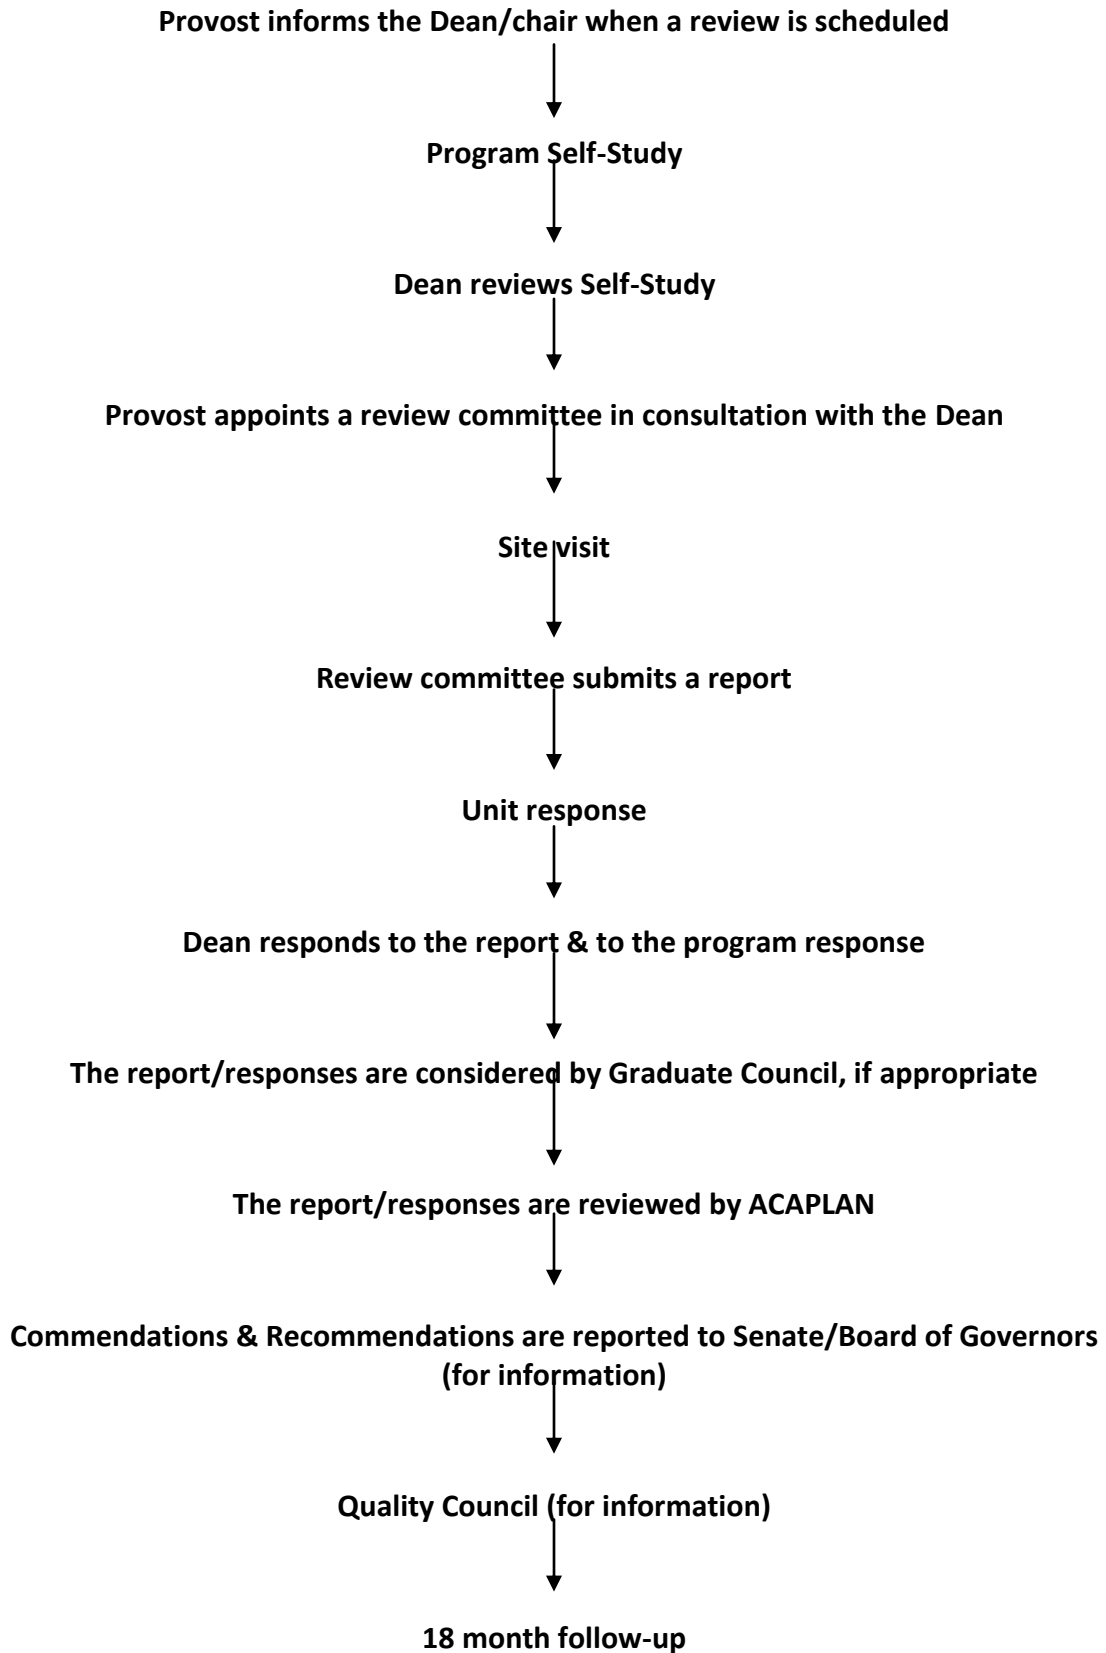 Provost informs the Dean/chair when a review is scheduled
Program Self-Study
Dean reviews Self-Study
Provost appoints a review committee in consultation with the Dean
Site visit
Review committee submits a report
Unit response
Dean responds to the report & to the program response
The report/responses are considered by Graduate Council, if appropriate
The report/responses are reviewed by ACAPLAN
Commendations & Recommendations are reported to Senate/Board of Governors
(for information)
Quality Council (for information)
18 month follow-up